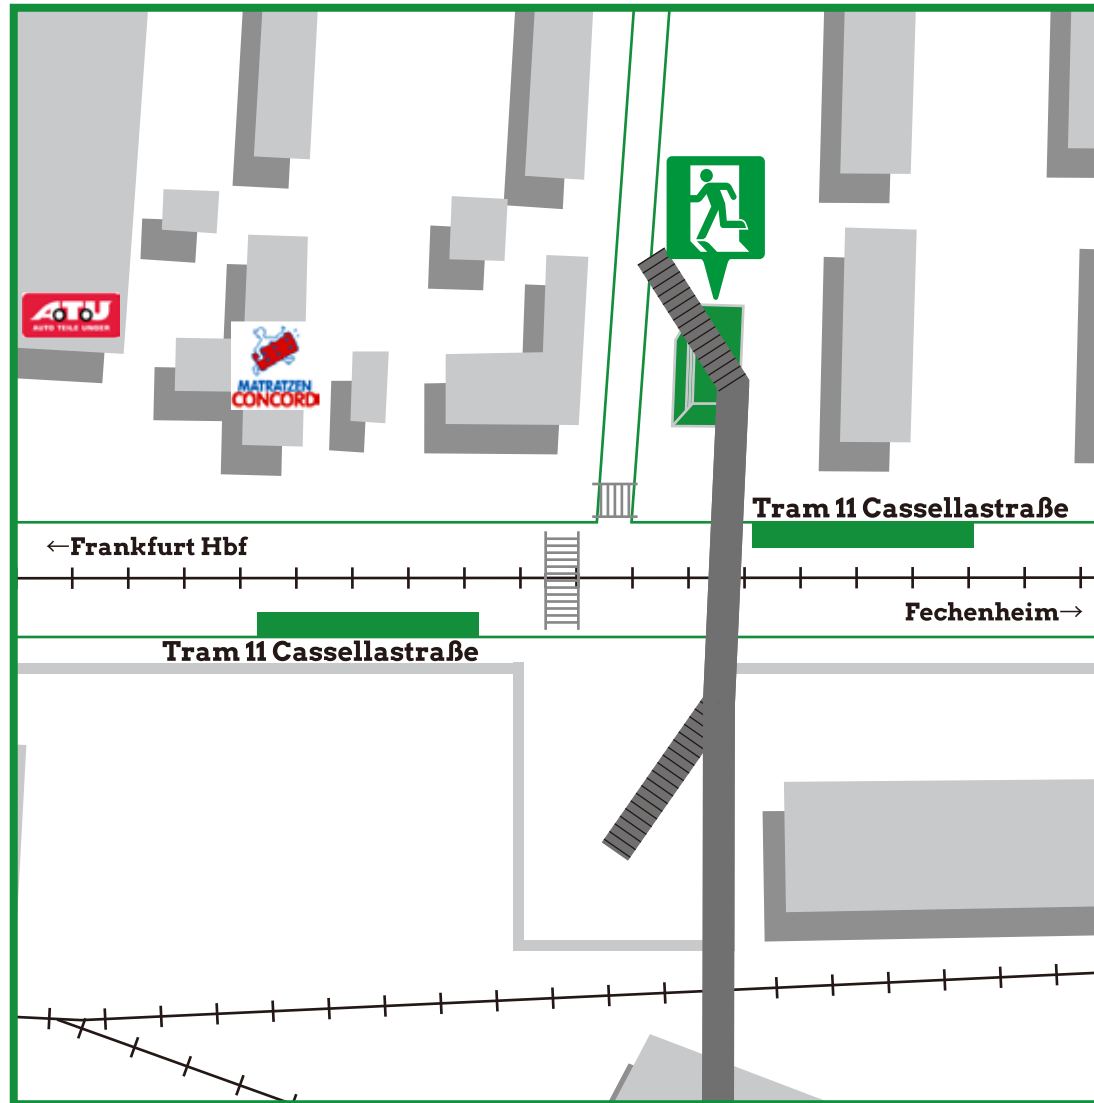 ATU
AUTO TEILE UNGER
MATRATZEN
CONCORD
Tram 11 Cassellastraße
←Frankfurt Hbf
Fechenheim→
Tram 11 Cassellastraße